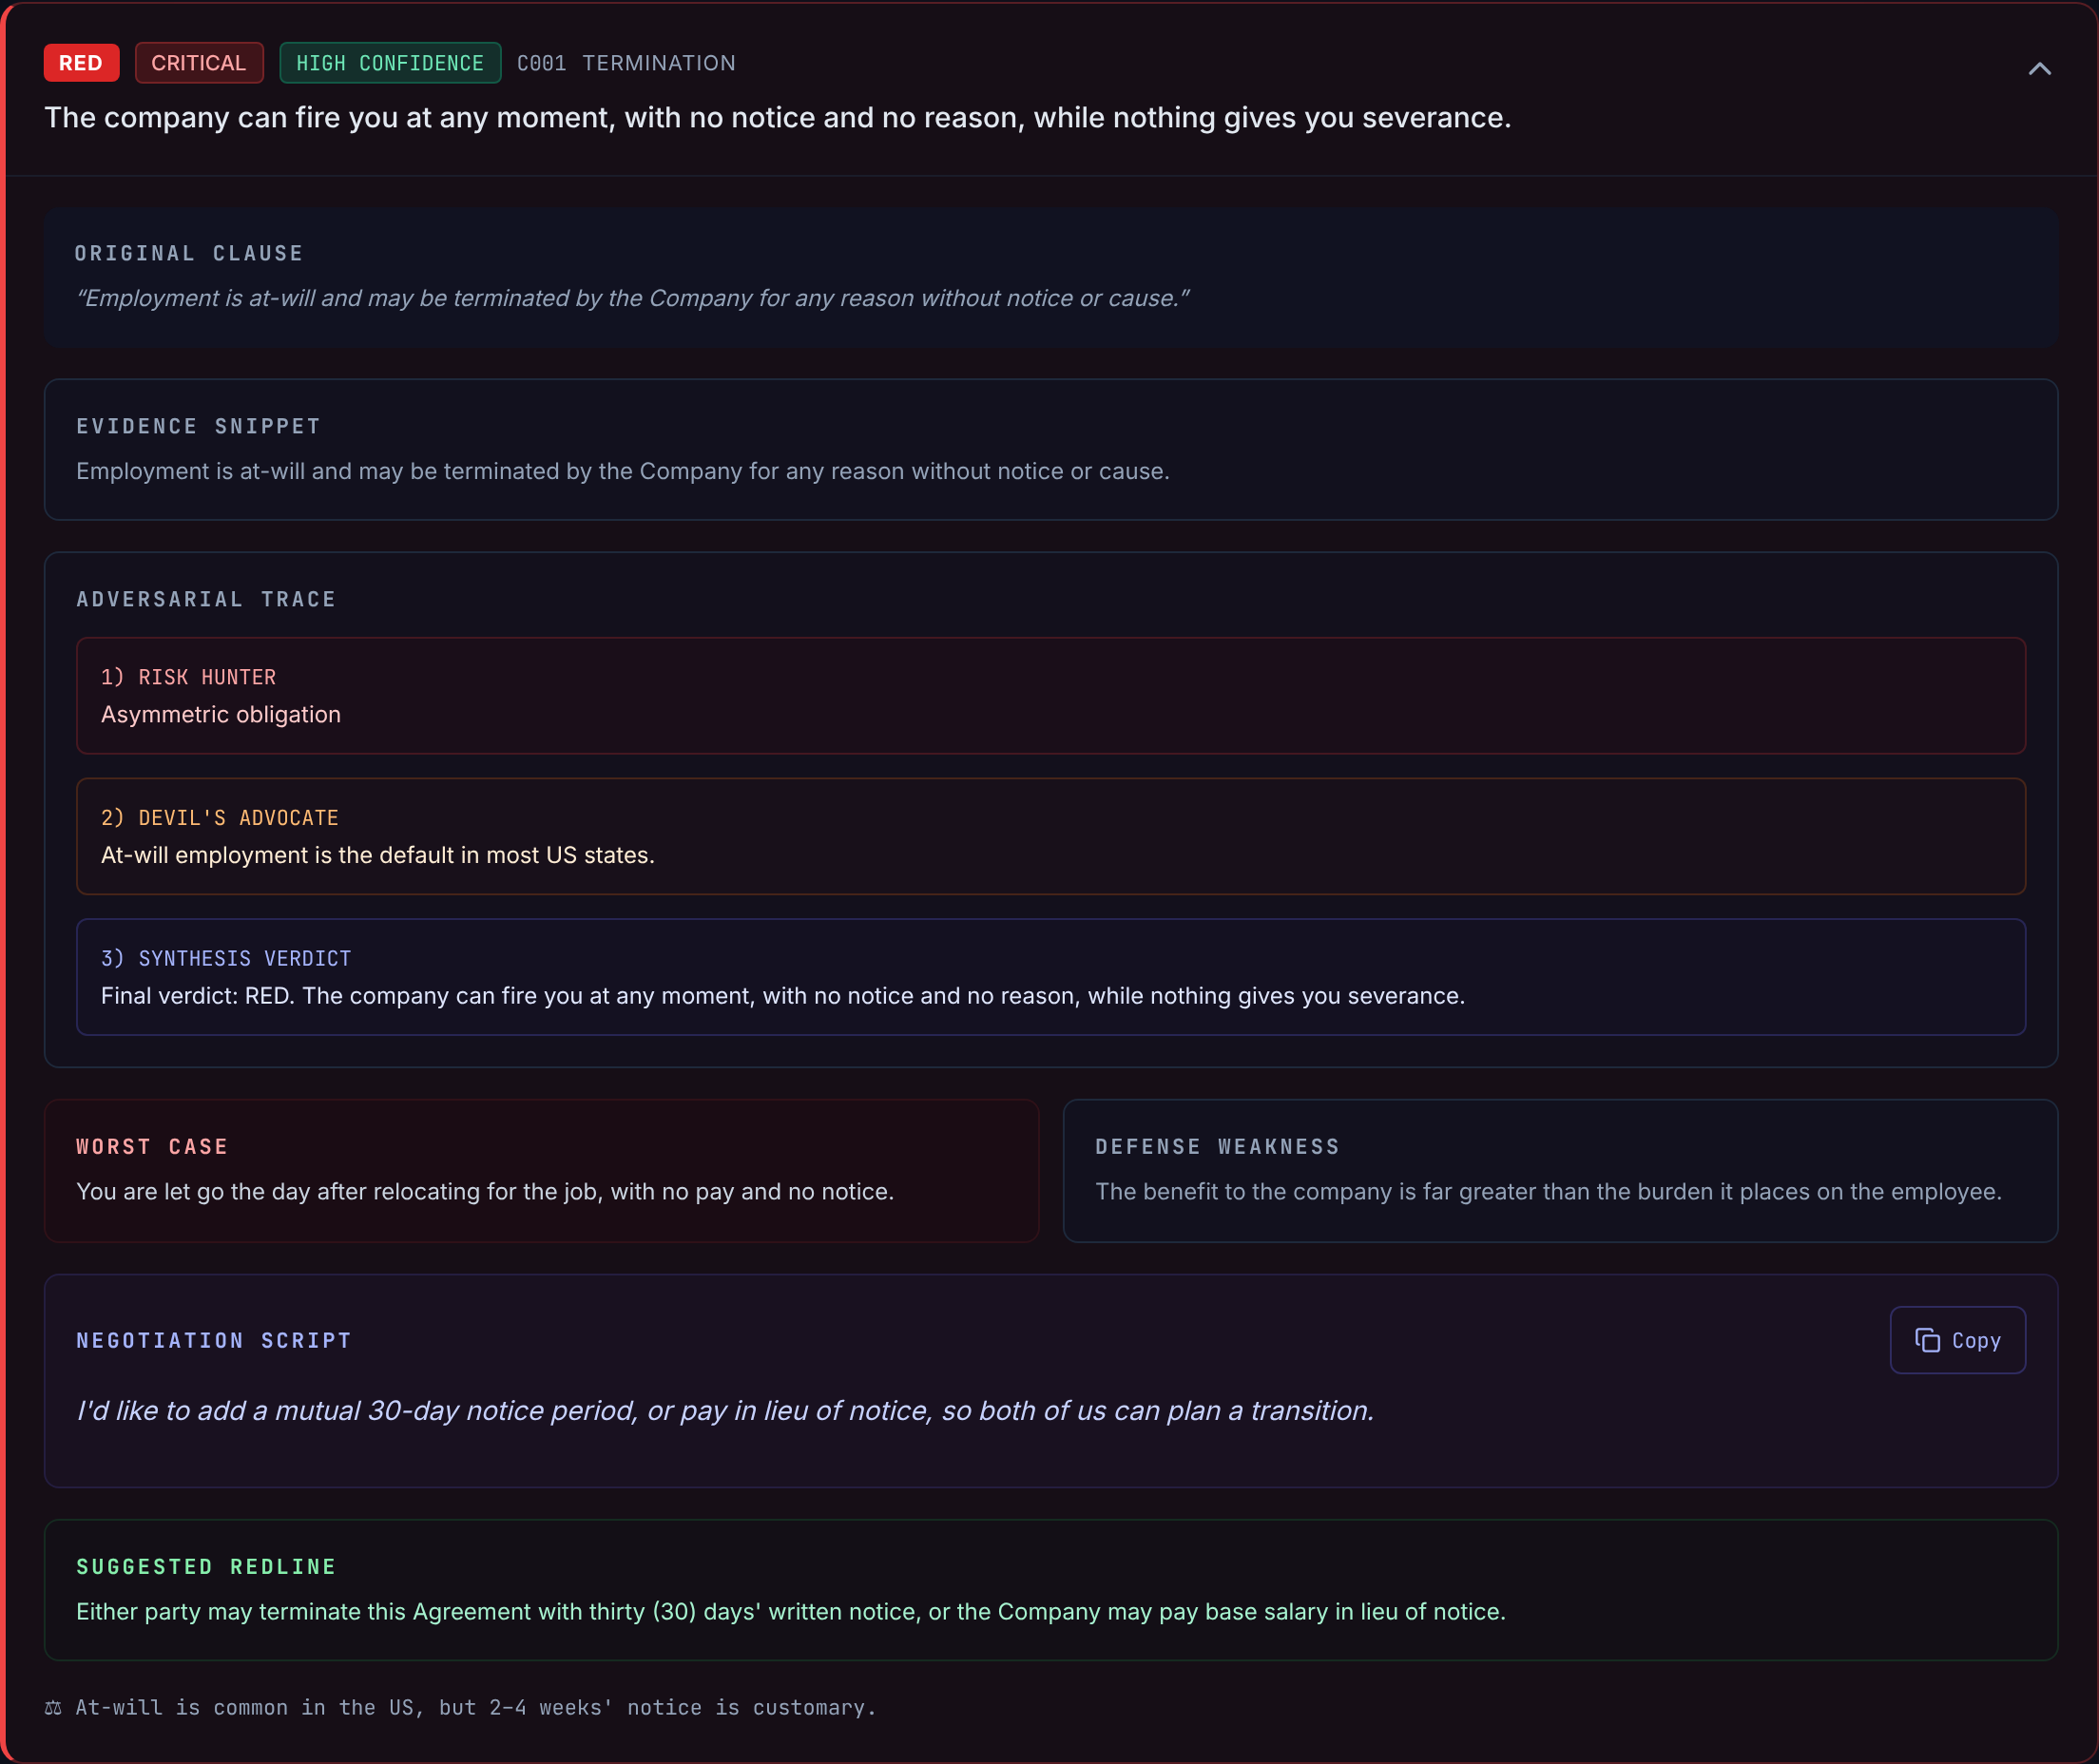 RED CRITICAL HIGH CONFIDENCE C001 TERMINATION
The company can fire you at any moment, with no notice and no reason, while nothing gives you severance.
ORIGINAL CLAUSE
“Employment is at-will and may be terminated by the Company for any reason without notice or cause.”
EVIDENCE SNIPPET
Employment is at-will and may be terminated by the Company for any reason without notice or cause.
ADVERSARIAL TRACE
1) RISK HUNTER
Asymmetric obligation
2) DEVIL'S ADVOCATE
At-will employment is the default in most US states.
3) SYNTHESIS VERDICT
Final verdict: RED. The company can fire you at any moment, with no notice and no reason, while nothing gives you severance.
WORST CASE
You are let go the day after relocating for the job, with no pay and no notice.
DEFENSE WEAKNESS
The benefit to the company is far greater than the burden it places on the employee.
NEGOTIATION SCRIPT
Copy
I'd like to add a mutual 30-day notice period, or pay in lieu of notice, so both of us can plan a transition.
SUGGESTED REDLINE
Either party may terminate this Agreement with thirty (30) days' written notice, or the Company may pay base salary in lieu of notice.
⚖ At-will is common in the US, but 2–4 weeks' notice is customary.